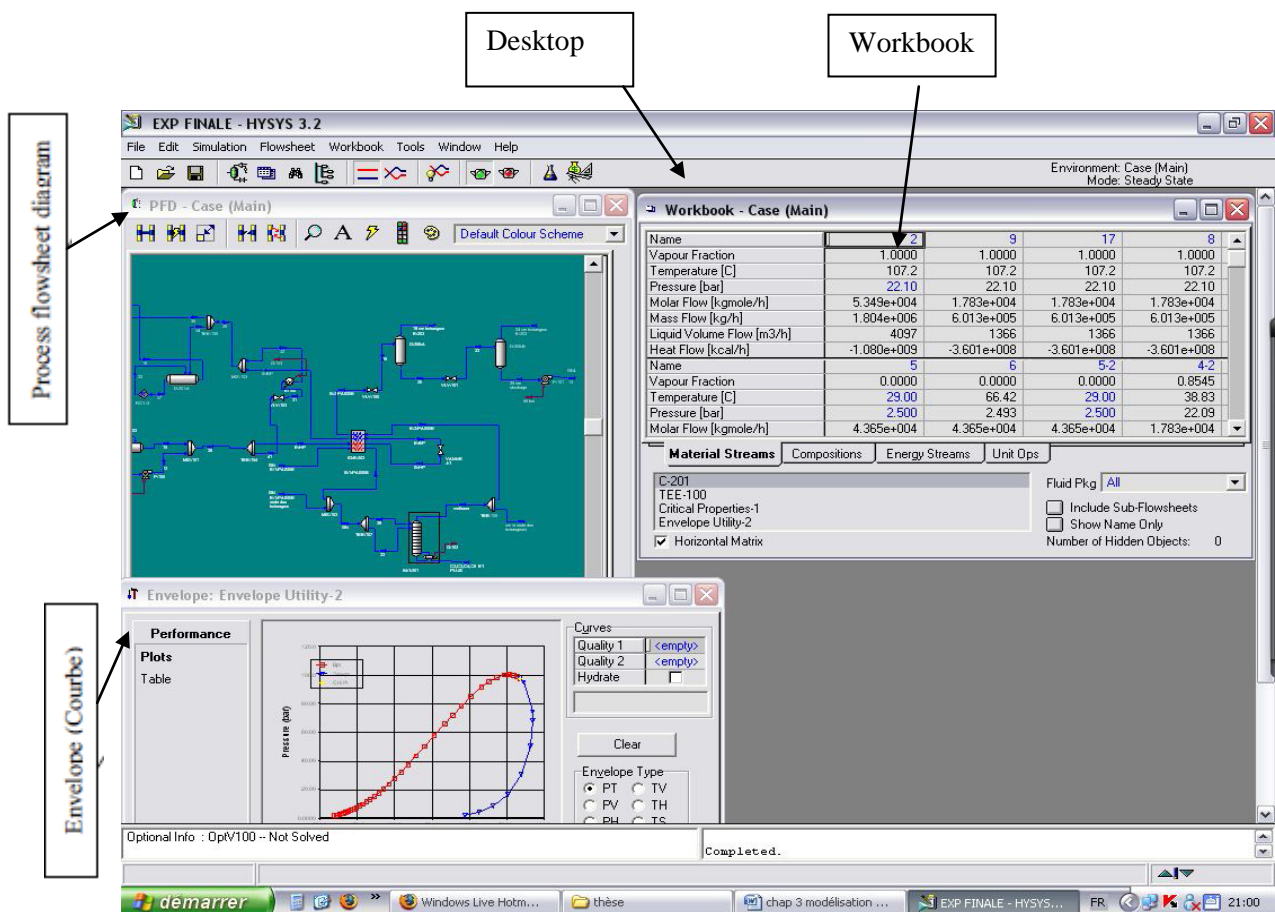 Desktop
Workbook
Process flowsheet diagram
Envelope (Courbe)
EXP FINALE - HYSYS 3.2
File Edit Simulation Flowsheet Workbook Tools Window Help
Environment: Case (Main)
Mode: Steady State
PFD - Case (Main)
Default Colour Scheme
Workbook - Case (Main)
Name 2 9 17 8
Vapour Fraction 1.0000 1.0000 1.0000 1.0000
Temperature [C] 107.2 107.2 107.2 107.2
Pressure [bar] 22.10 22.10 22.10 22.10
Molar Flow [kgmole/h] 5.349e+004 1.783e+004 1.783e+004 1.783e+004
Mass Flow [kg/h] 1.804e+006 6.013e+005 6.013e+005 6.013e+005
Liquid Volume Flow [m3/h] 4097 1366 1366 1366
Heat Flow [kcal/h] -1.080e+009 -3.601e+008 -3.601e+008 -3.601e+008
Name 5 6 5-2 4-2
Vapour Fraction 0.0000 0.0000 0.0000 0.8545
Temperature [C] 29.00 66.42 29.00 38.83
Pressure [bar] 2.500 2.493 2.500 22.09
Molar Flow [kgmole/h] 4.365e+004 4.365e+004 4.365e+004 1.783e+004
Material Streams Compositions Energy Streams Unit Ops
C-201
TEE-100
Critical Properties-1
Envelope Utility-2
Fluid Pkg All
Include Sub-Flowsheets
Show Name Only
Horizontal Matrix
Number of Hidden Objects: 0
Envelope: Envelope Utility-2
Performance
Plots
Table
Pressure (bar)
Curves
Quality 1 <empty>
Quality 2 <empty>
Hydrate
Clear
Envelope Type
PT TV
PV TH
PH TS
Optional Info : OptV100 -- Not Solved
Completed.
démarrer
Windows Live Hotm...
thèse
chap 3 modélisation ...
EXP FINALE - HYSYS...
FR
21:00